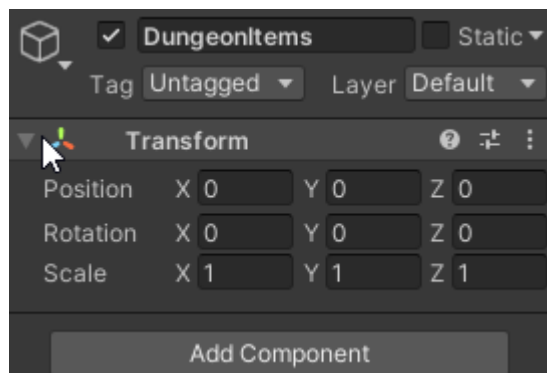 DungeonItems Static
Tag Untagged Layer Default
Transform
Position X 0 Y 0 Z 0
Rotation X 0 Y 0 Z 0
Scale X 1 Y 1 Z 1
Add Component